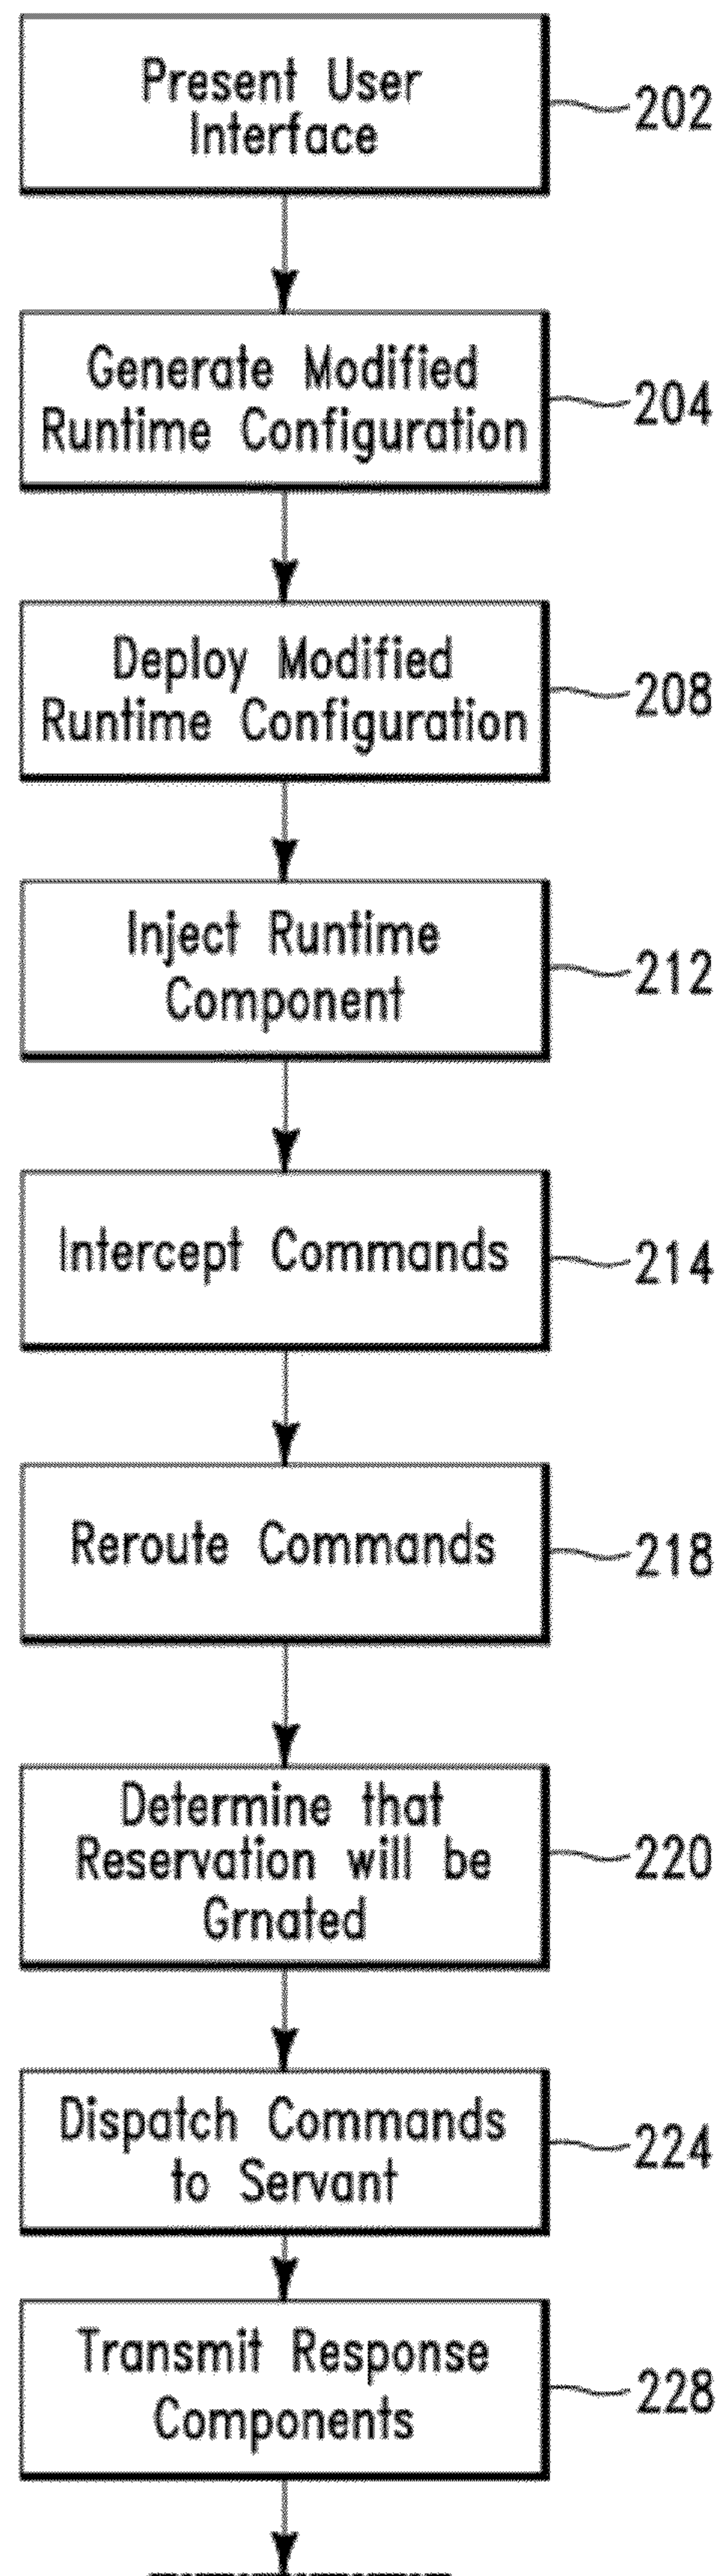 Present User
Interface
202
Generate Modified
Runtime Configuration
204
Deploy Modified
Runtime Configuration
208
Inject Runtime
Component
212
Intercept Commands
214
Reroute Commands
218
Determine that
Reservation will be
Grnated
220
Dispatch Commands
to Servant
224
Transmit Response
Components
228